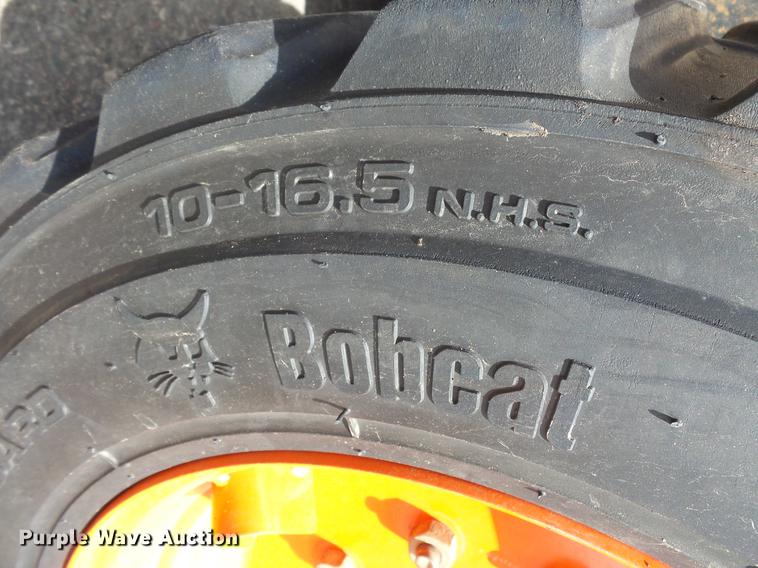 10-16.5 N.H.S.
Bobcat
Purple Wave Auction